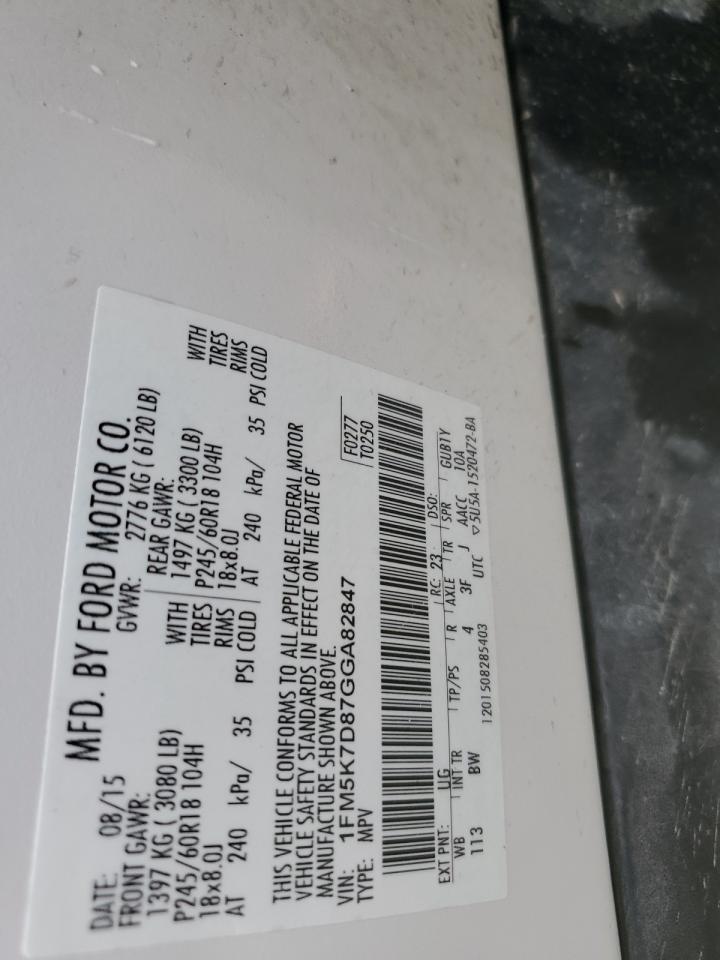 MFD. BY FORD MOTOR CO.
DATE: 08/15 GVWR: 2776 KG ( 6120 LB)
FRONT GAWR: REAR GAWR:
1397 KG ( 3080 LB) WITH 1497 KG ( 3300 LB) WITH
P245/60R18 104H TIRES P245/60R18 104H TIRES
18x8.0J RIMS 18x8.0J RIMS
AT 240 kPa/ 35 PSI COLD AT 240 kPa/ 35 PSI COLD
THIS VEHICLE CONFORMS TO ALL APPLICABLE FEDERAL MOTOR
VEHICLE SAFETY STANDARDS IN EFFECT ON THE DATE OF
MANUFACTURE SHOWN ABOVE.
VIN: 1FM5K7D87GGA82847 F0277
TYPE: MPV T0250
EXT PNT: UG RC: 23 DSO:
WB INT TR TP/PS R AXLE TR SPR GUB1Y
113 BW 4 3F J AACC 10A
UTC ▽5U5A-1520472-BA
1201508285403